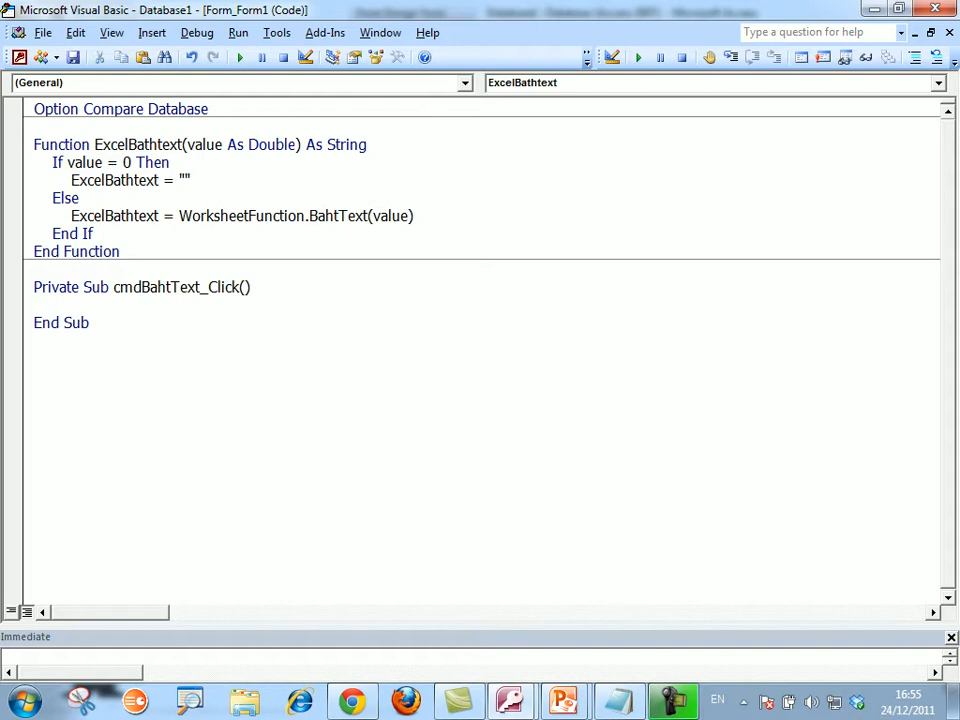 Microsoft Visual Basic - Database1 - [Form_Form1 (Code)]
File Edit View Insert Debug Run Tools Add-Ins Window Help
Type a question for help
(General)
ExcelBathtext
Option Compare Database
Function ExcelBathtext(value As Double) As String
If value = 0 Then
ExcelBathtext = ""
Else
ExcelBathtext = WorksheetFunction.BahtText(value)
End If
End Function
Private Sub cmdBahtText_Click()
End Sub
Immediate
EN
16:55
24/12/2011